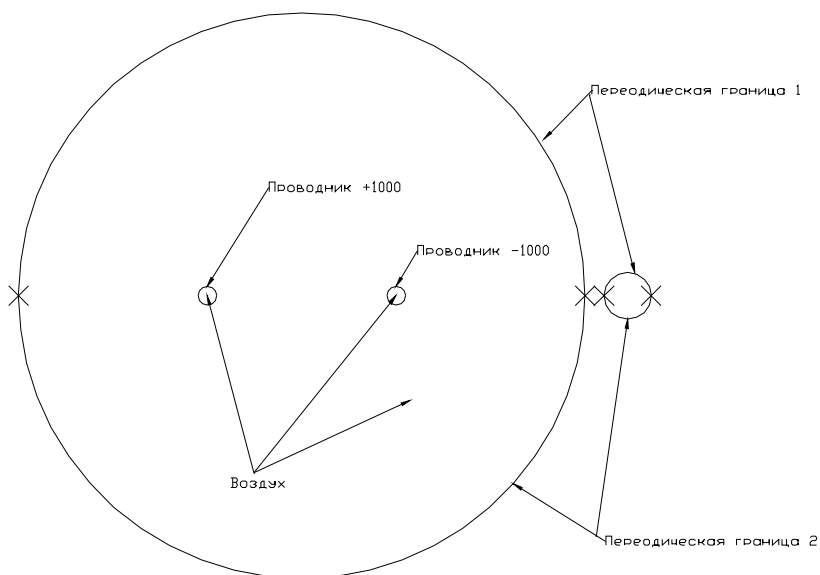 Переодическая граница 1
Проводник +1000
Проводник -1000
Воздух
Переодическая граница 2